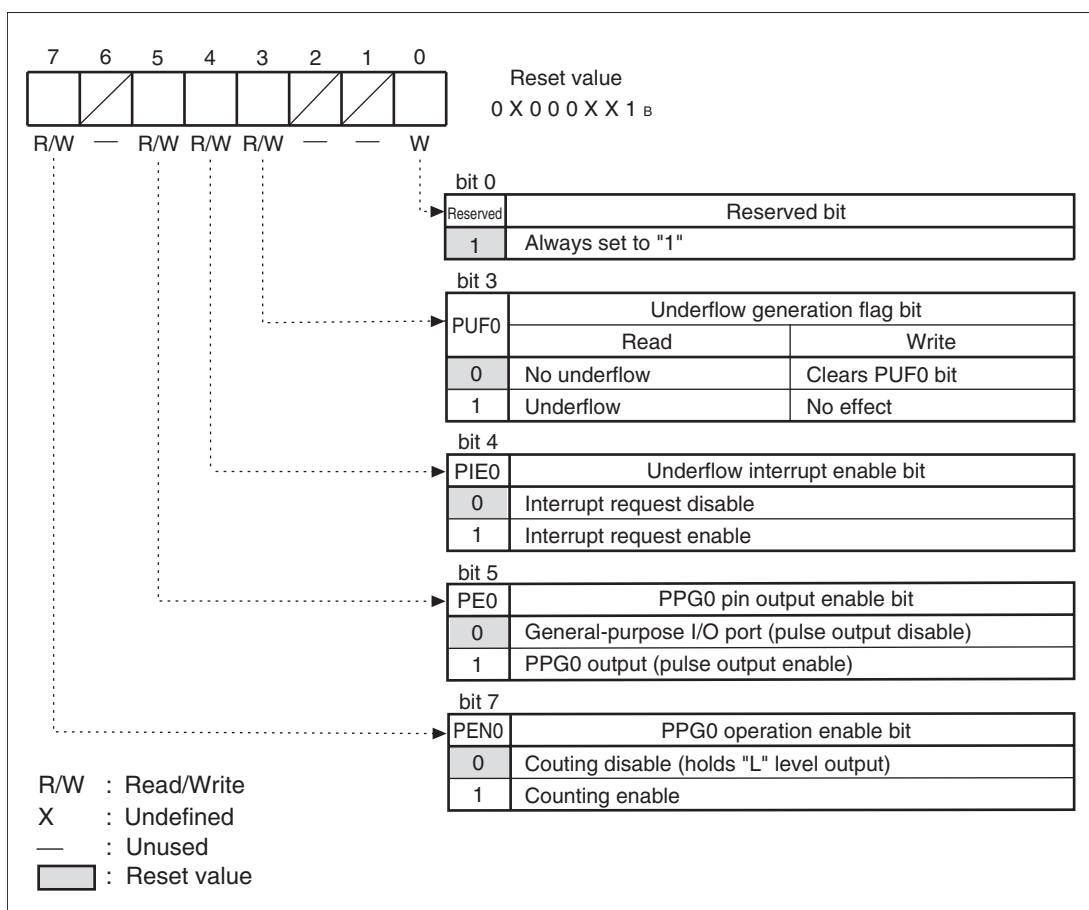 7 6 5 4 3 2 1 0
Reset value
0 X 0 0 0 X X 1 B
R/W — R/W R/W R/W — — W
bit 0
Reserved Reserved bit
1 Always set to "1"
bit 3
PUF0 Underflow generation flag bit
Read Write
0 No underflow Clears PUF0 bit
1 Underflow No effect
bit 4
PIE0 Underflow interrupt enable bit
0 Interrupt request disable
1 Interrupt request enable
bit 5
PE0 PPG0 pin output enable bit
0 General-purpose I/O port (pulse output disable)
1 PPG0 output (pulse output enable)
bit 7
PEN0 PPG0 operation enable bit
0 Couting disable (holds "L" level output)
1 Counting enable
R/W : Read/Write
X : Undefined
— : Unused
: Reset value